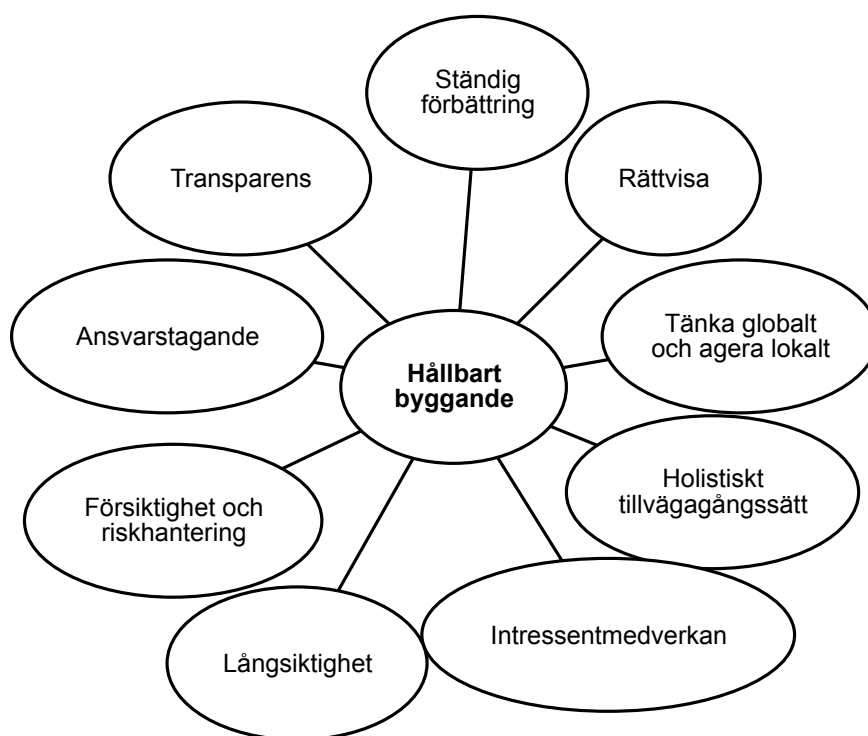 Ständig
förbättring
Transparens
Rättvisa
Ansvarstagande
Tänka globalt
och agera lokalt
Hållbart
byggande
Försiktighet och
riskhantering
Holistiskt
tillvägagångssätt
Långsiktighet
Intressentmedverkan